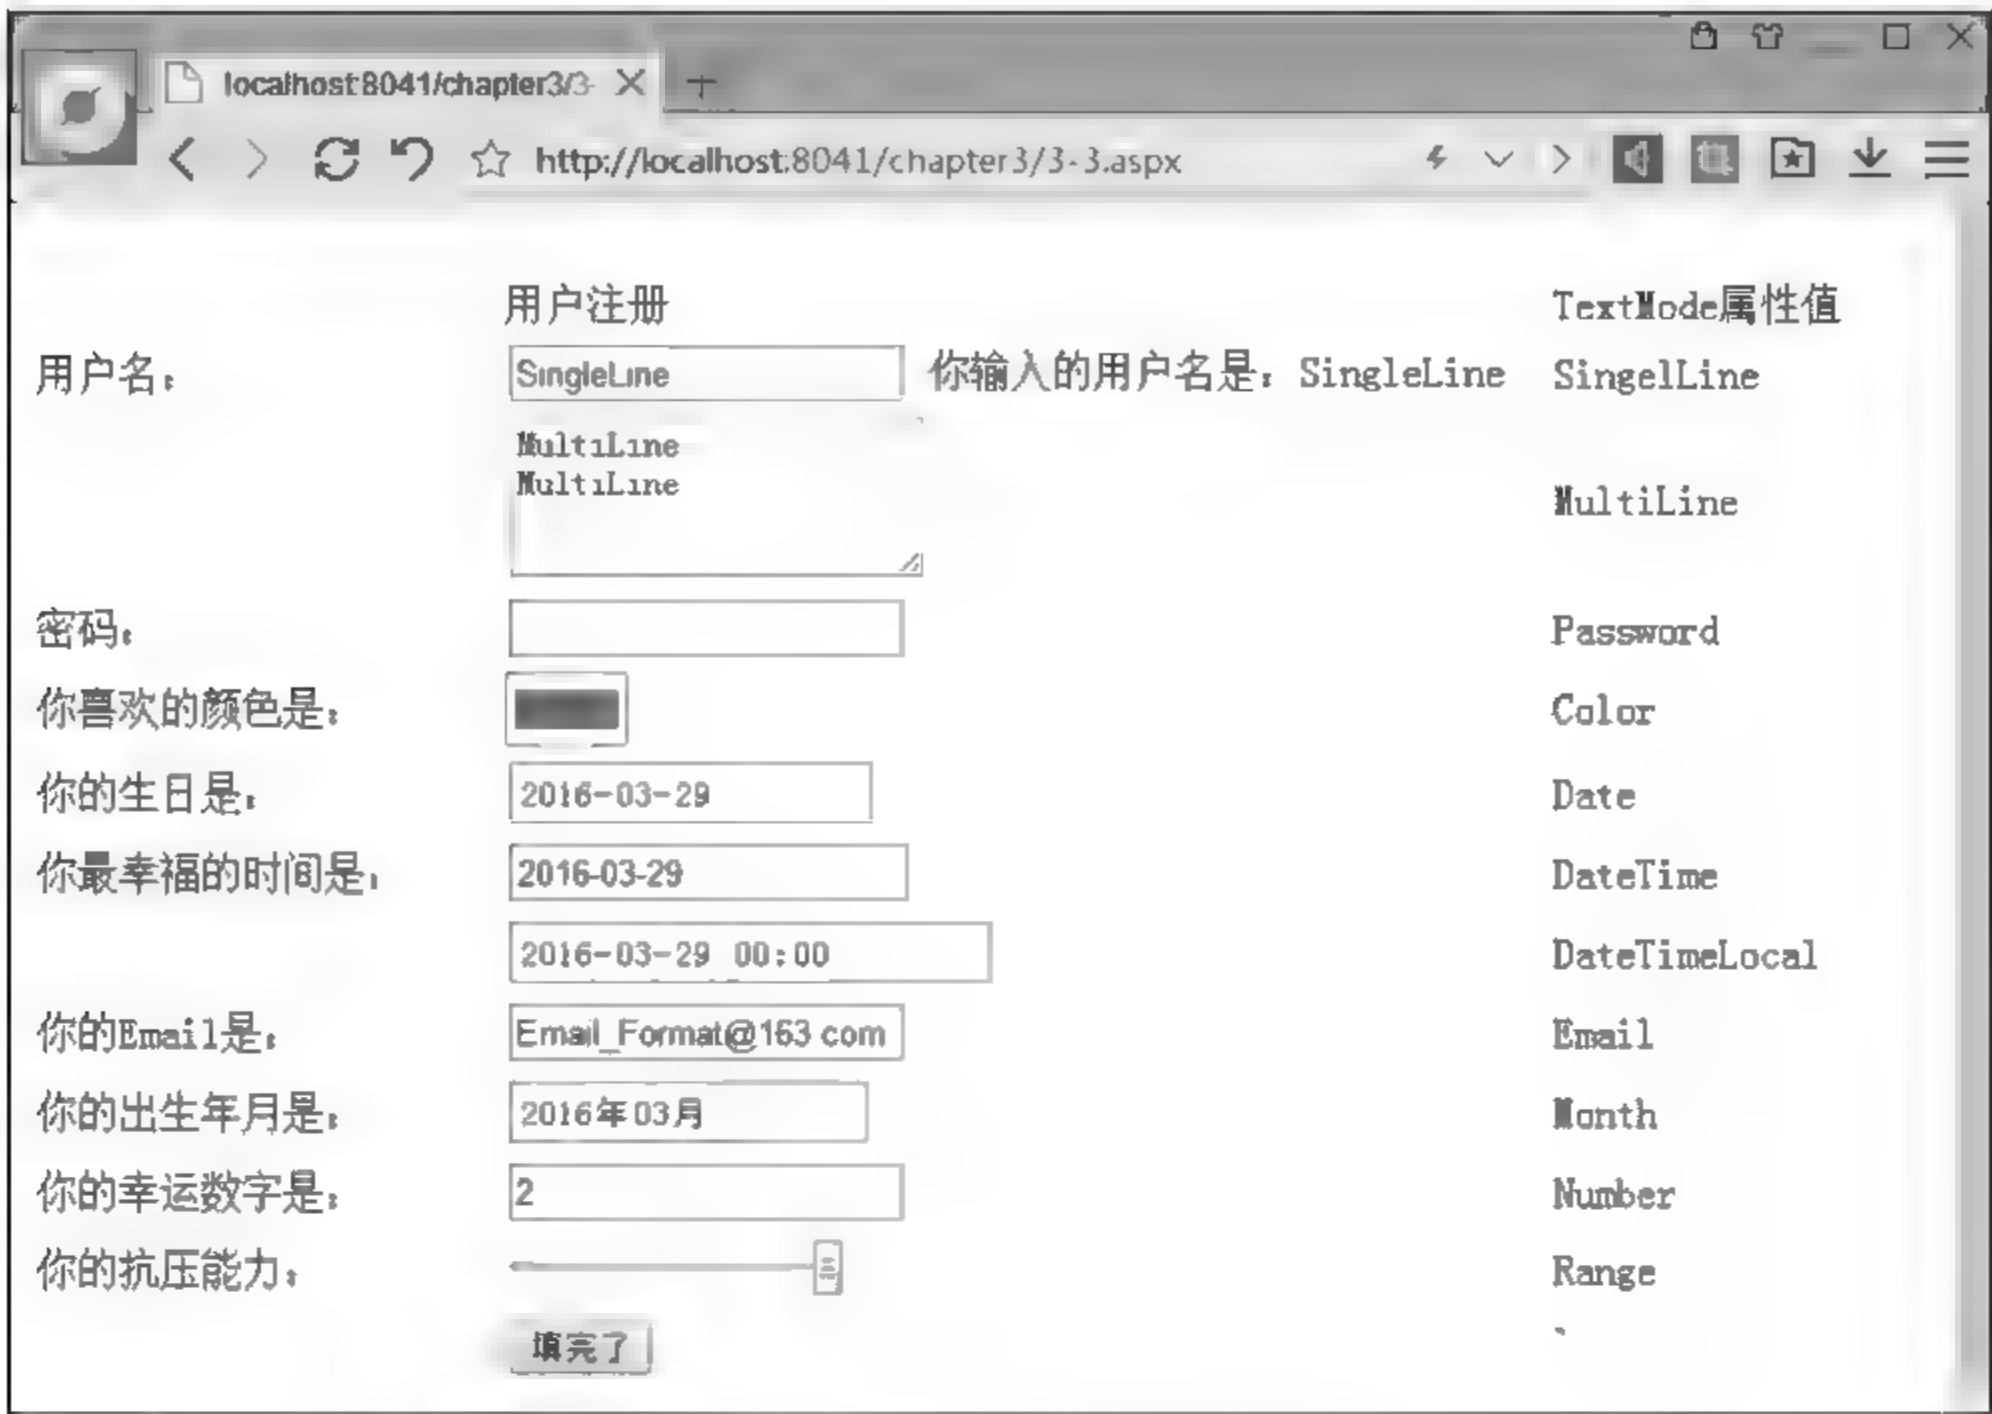 localhost:8041/chapter3/3-
http://localhost:8041/chapter3/3-3.aspx
用户注册 TextMode属性值
用户名: SingleLine 你输入的用户名是: SingleLine SingelLine
MultiLine
MultiLine
MultiLine
密码: Password
你喜欢的颜色是: Color
你的生日是: 2016-03-29 Date
你最幸福的时间是: 2016-03-29 DateTime
2016-03-29 00:00 DateTimeLocal
你的Email是: Email_Format@163.com Email
你的出生年月是: 2016年03月 Month
你的幸运数字是: 2 Number
你的抗压能力: Range
填完了